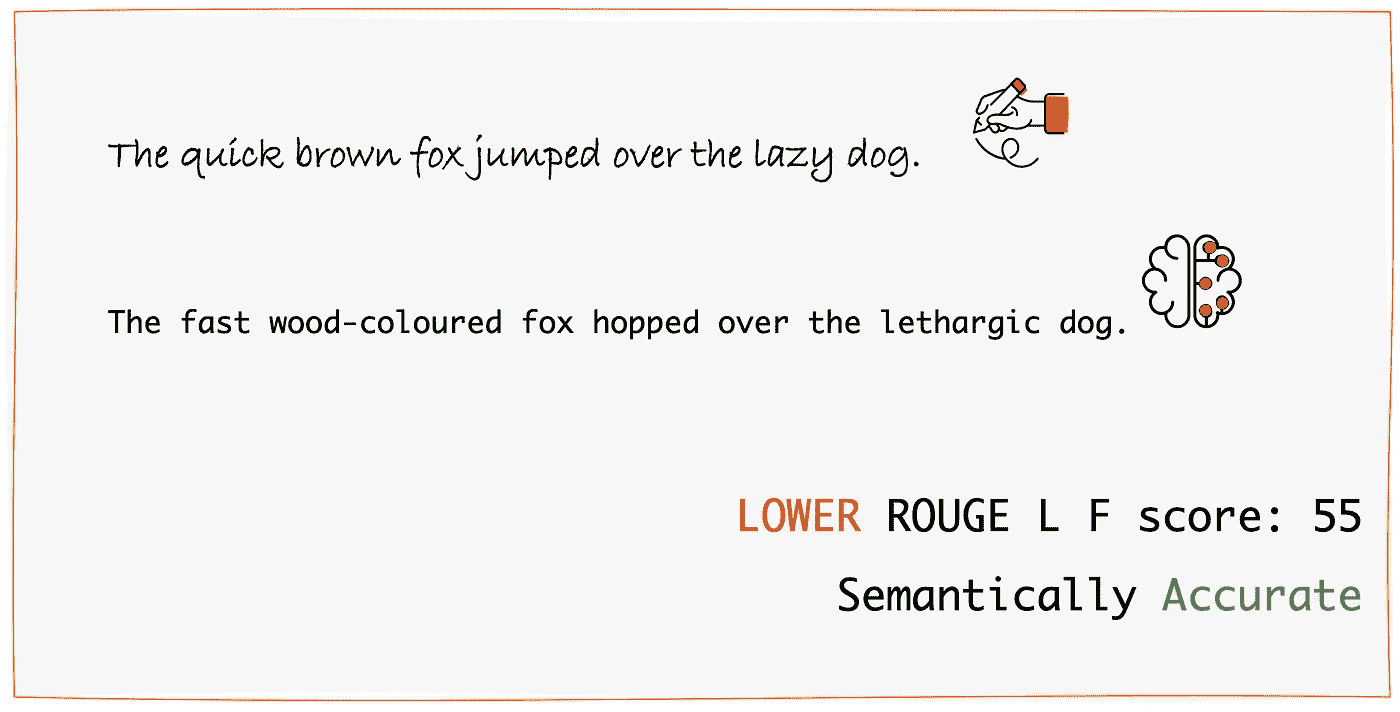 The quick brown fox jumped over the lazy dog.
The fast wood-coloured fox hopped over the lethargic dog.
LOWER ROUGE L F score: 55
Semantically Accurate